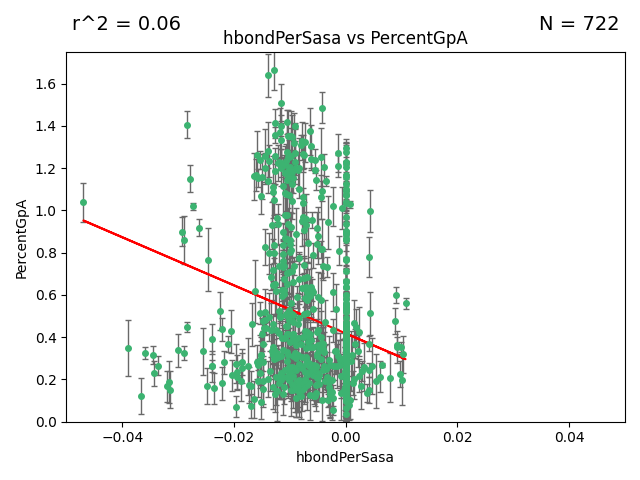 r^2 = 0.06
N = 722
hbondPerSasa vs PercentGpA
PercentGpA
1.6
1.4
1.2
1.0
0.8
0.6
0.4
0.2
0.0
−0.04
−0.02
0.00
0.02
0.04
hbondPerSasa